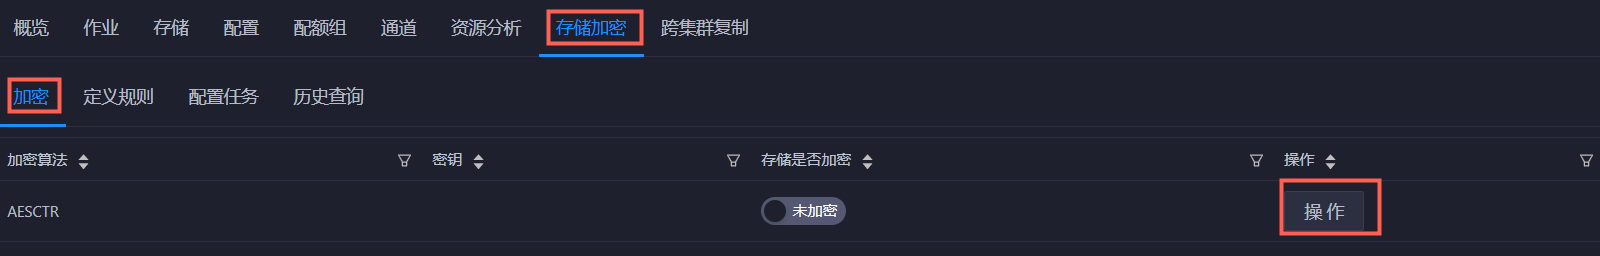 概览 作业 存储 配置 配额组 通道 资源分析 存储加密 跨集群复制
加密 定义规则 配置任务 历史查询
加密算法 密钥 存储是否加密 操作
AESCTR 未加密 操作